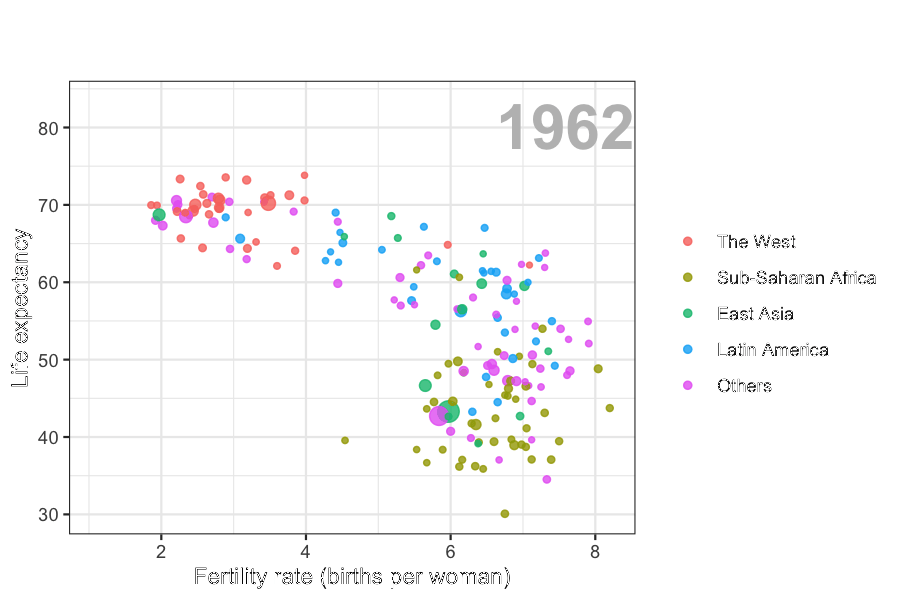 1962
80
70
60
50
40
30
Life expectancy
2 4 6 8
Fertility rate (births per woman)
The West
Sub-Saharan Africa
East Asia
Latin America
Others